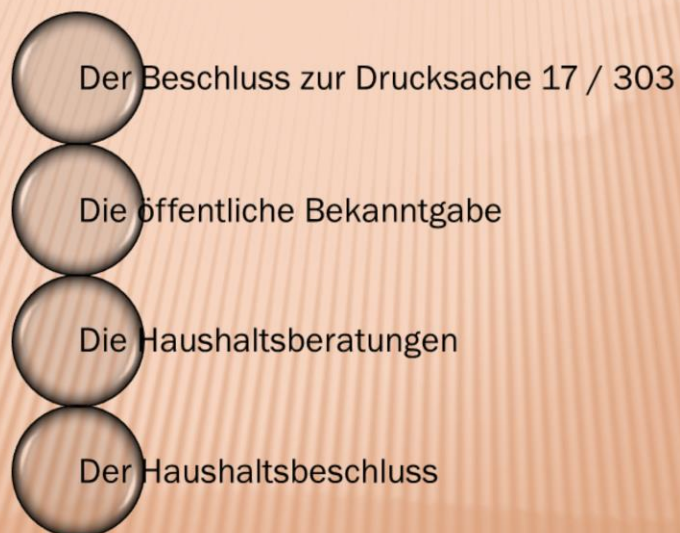 Der Beschluss zur Drucksache 17 / 303
Die öffentliche Bekanntgabe
Die Haushaltsberatungen
Der Haushaltsbeschluss